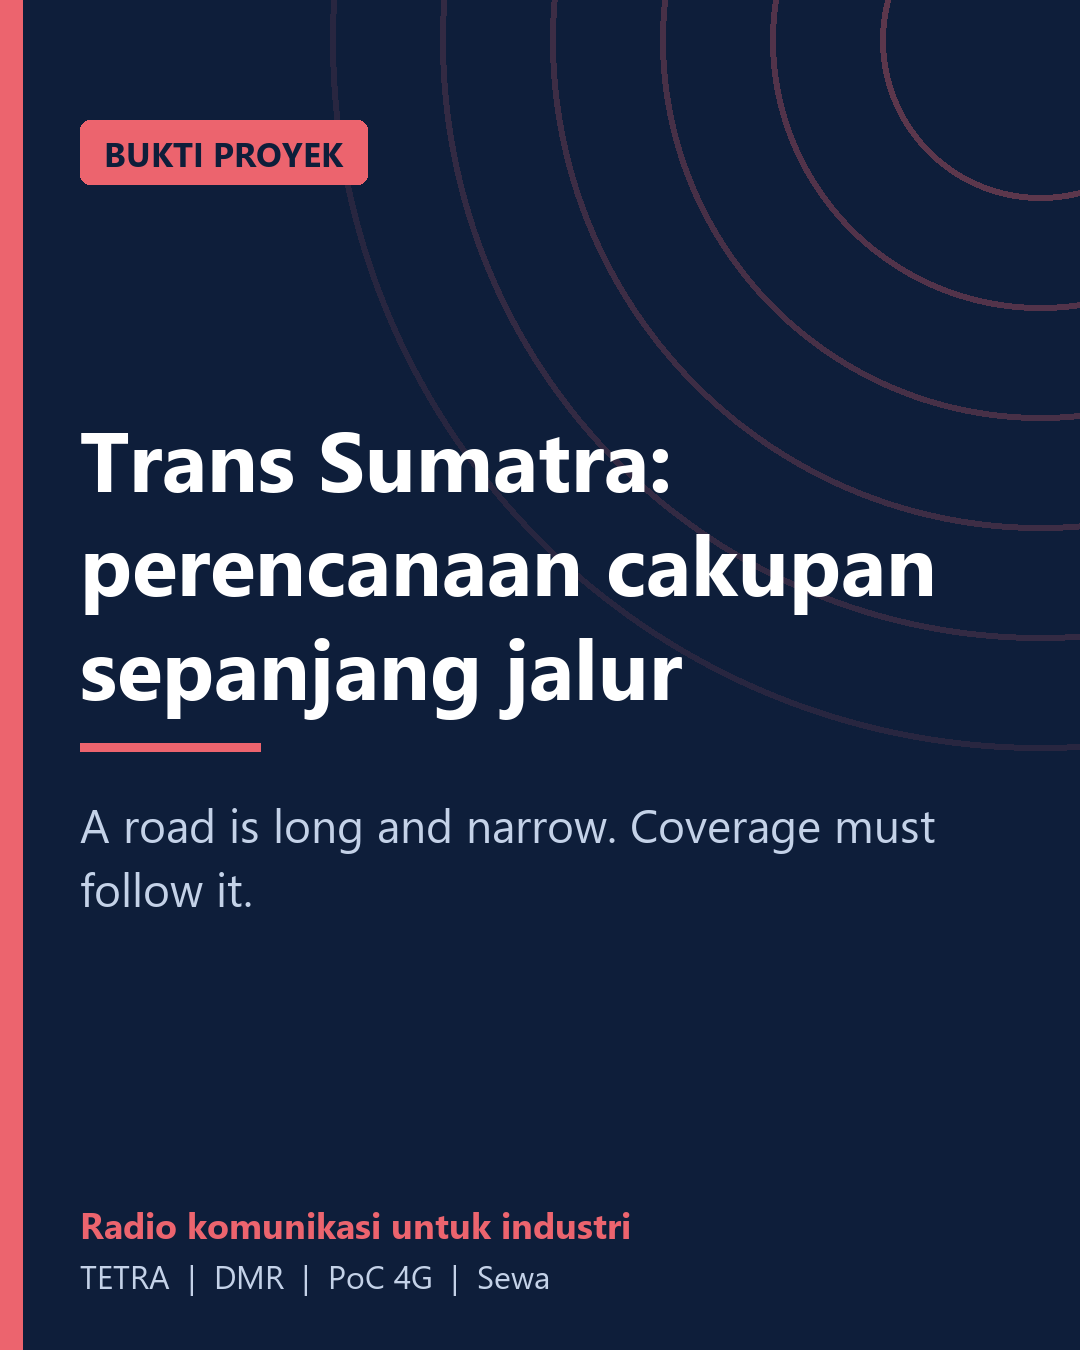 BUKTI PROYEK
Trans Sumatra:
perencanaan cakupan
sepanjang jalur
A road is long and narrow. Coverage must
follow it.
Radio komunikasi untuk industri
TETRA | DMR | PoC 4G | Sewa